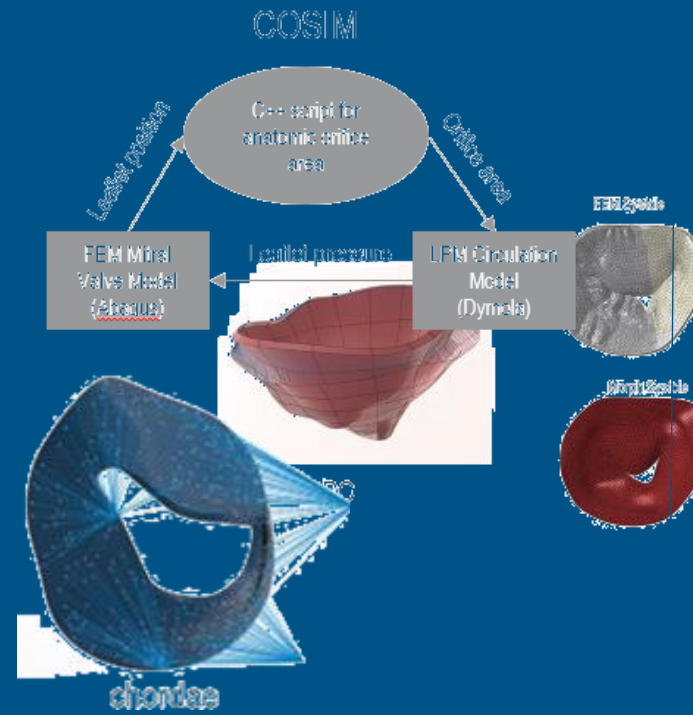 COSIM
C++ script for
anatomic orifice
area
Leaflet position
Orifice area
FEM Mitral
Valve Model
(Abaqus)
Leaflet pressure
LPM Circulation
Model
(Dymola)
chordae